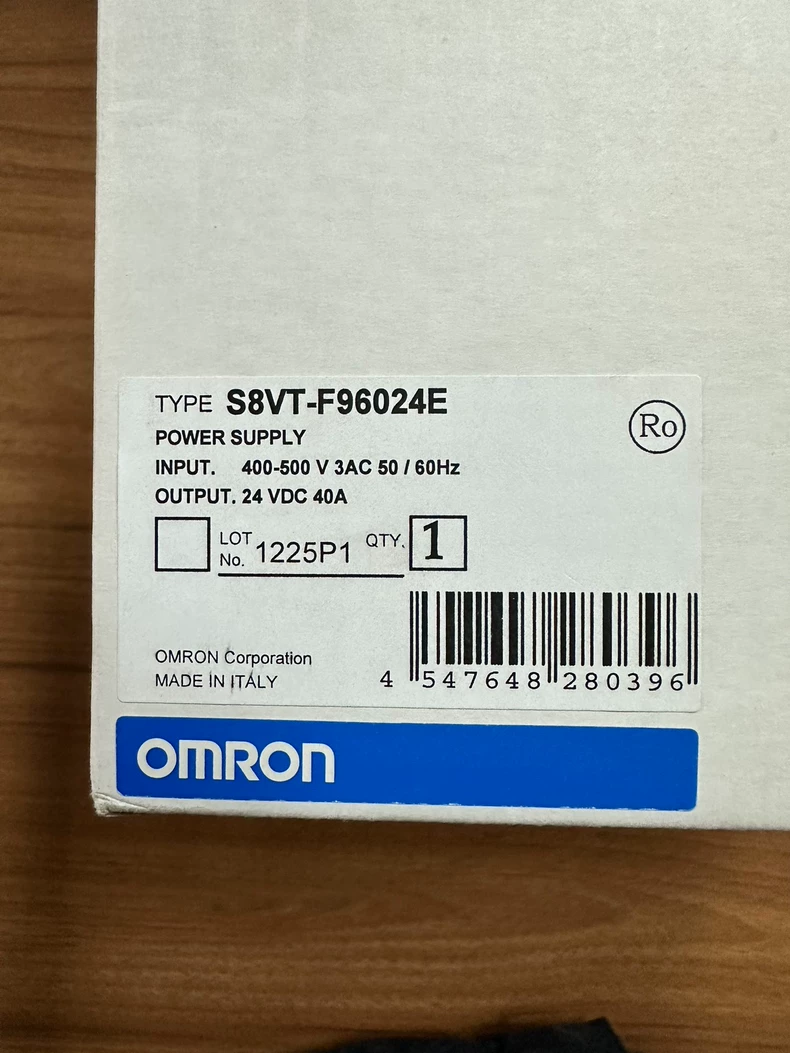 TYPE S8VT-F96024E
Ro
POWER SUPPLY
INPUT. 400-500 V 3AC 50 / 60Hz
OUTPUT. 24 VDC 40A
LOT No. 1225P1 QTY. 1
OMRON Corporation
MADE IN ITALY
4 547648 280396
OMRON